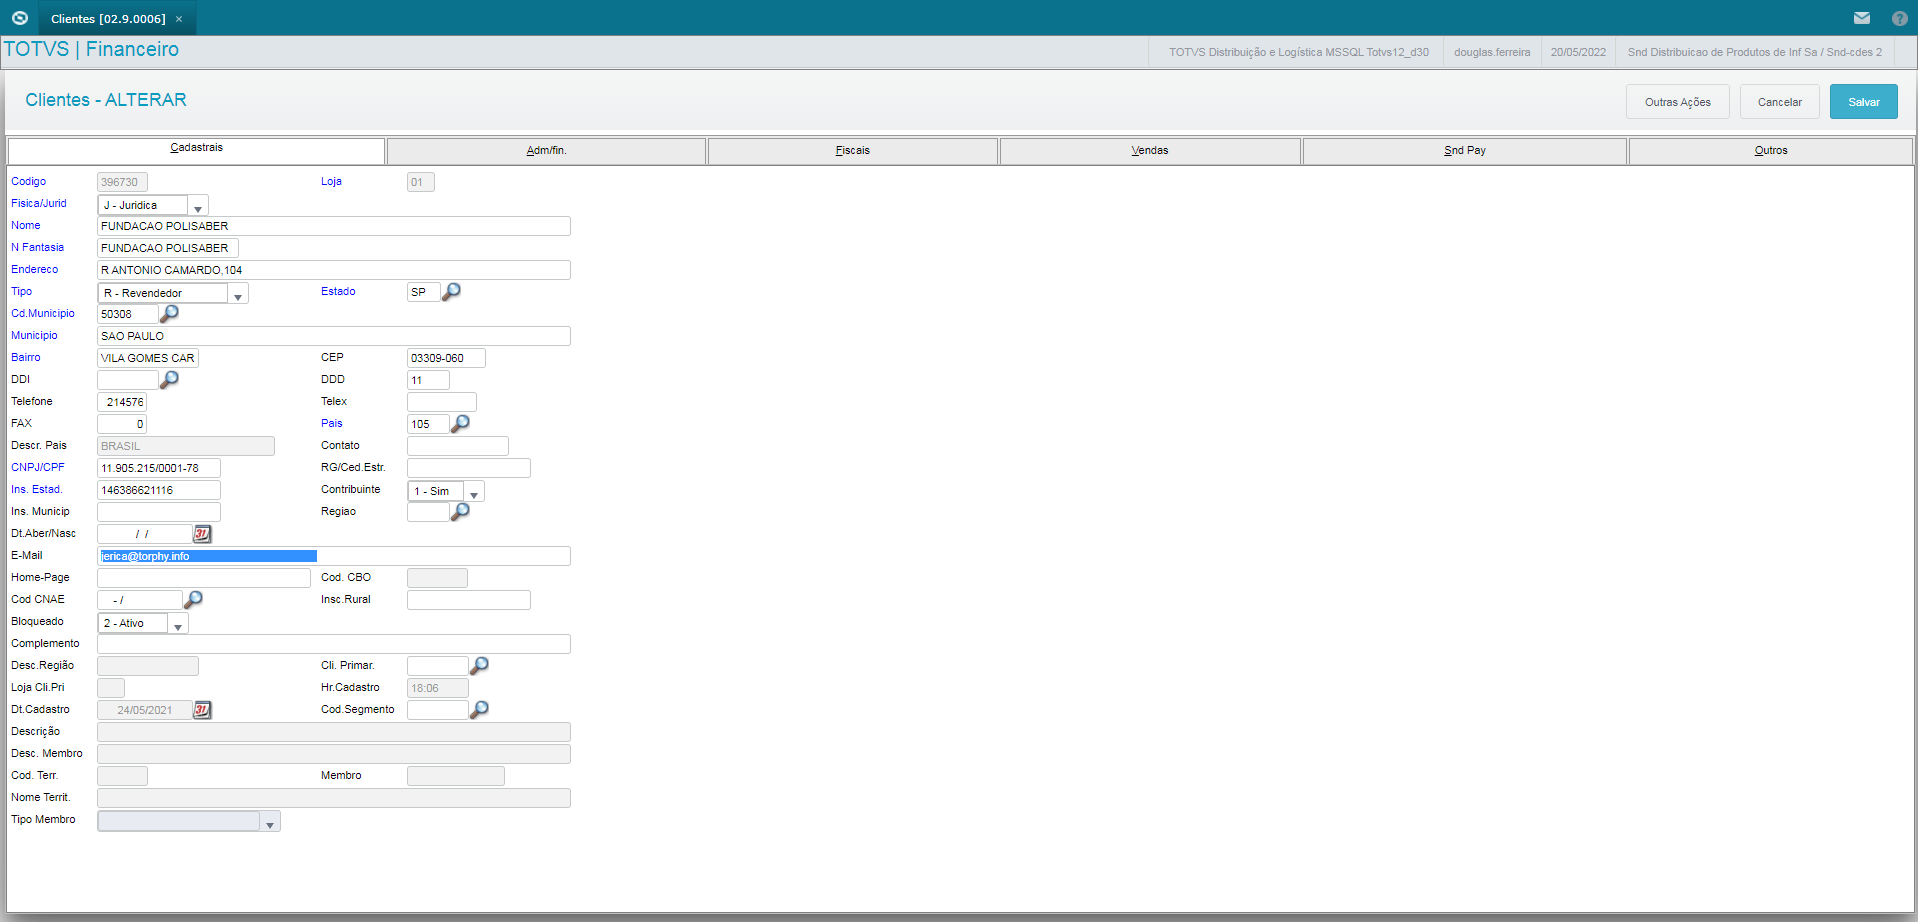 Clientes [02.9.0006] ×
TOTVS | Financeiro
TOTVS Distribuição e Logística MSSQL Totvs12_d30
douglas.ferreira
20/05/2022
Snd Distribuicao de Produtos de Inf Sa / Snd-cdes 2
Clientes - ALTERAR
Outras Ações
Cancelar
Salvar
Cadastrais
Adm/fin.
Fiscais
Vendas
Snd Pay
Outros
Codigo 396730 Loja 01
Fisica/Jurid J - Juridica
Nome FUNDACAO POLISABER
N Fantasia FUNDACAO POLISABER
Endereco R ANTONIO CAMARDO,104
Tipo R - Revendedor Estado SP
Cd.Municipio 50308
Municipio SAO PAULO
Bairro VILA GOMES CAR CEP 03309-060
DDI DDD 11
Telefone 214576 Telex
FAX 0 Pais 105
Descr. Pais BRASIL Contato
CNPJ/CPF 11.905.215/0001-78 RG/Ced.Estr.
Ins. Estad. 146386621116 Contribuinte 1 - Sim
Ins. Municip Regiao
Dt.Aber/Nasc / / 31
E-Mail jerica@torphy.info
Home-Page Cod. CBO
Cod CNAE - / Insc.Rural
Bloqueado 2 - Ativo
Complemento
Desc.Região Cli. Primar.
Loja Cli.Pri Hr.Cadastro 18:06
Dt.Cadastro 24/05/2021 31 Cod.Segmento
Descrição
Desc. Membro
Cod. Terr. Membro
Nome Territ.
Tipo Membro